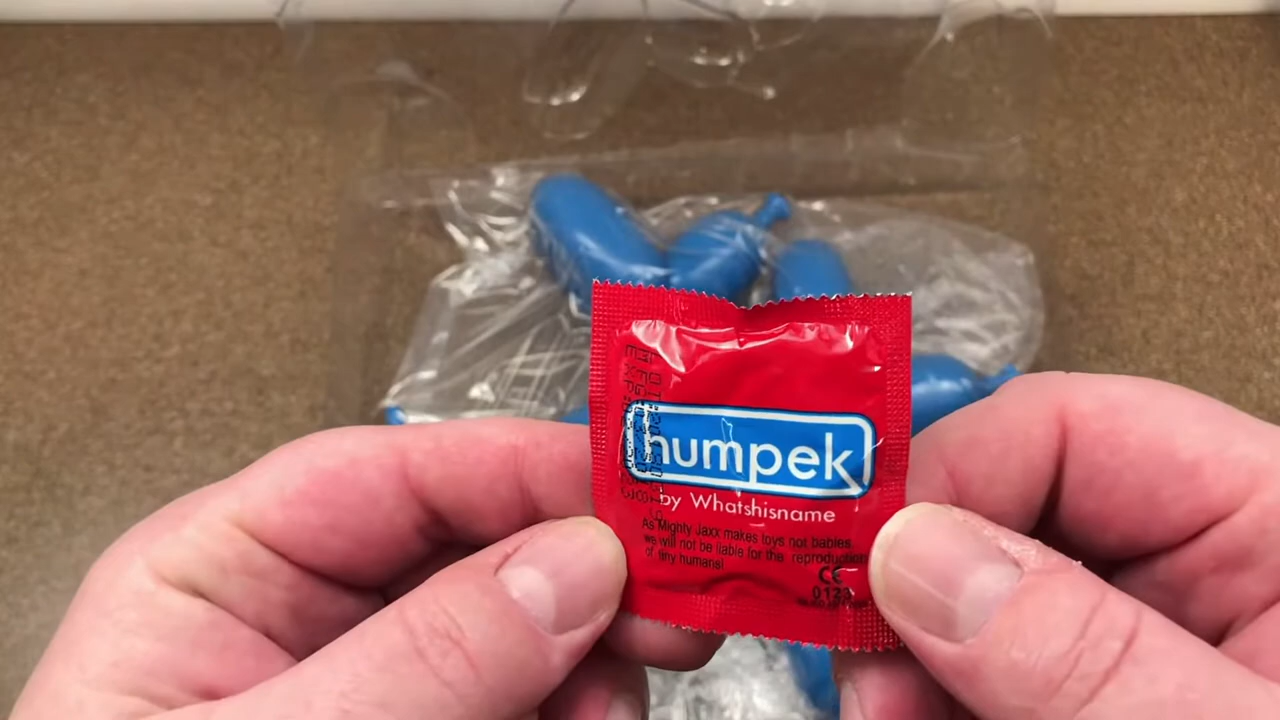 humpek
by Whatshisname
As Mighty Jaxx makes toys not babies,
we will not be liable for the reproduction
of tiny humans!
CE
0123